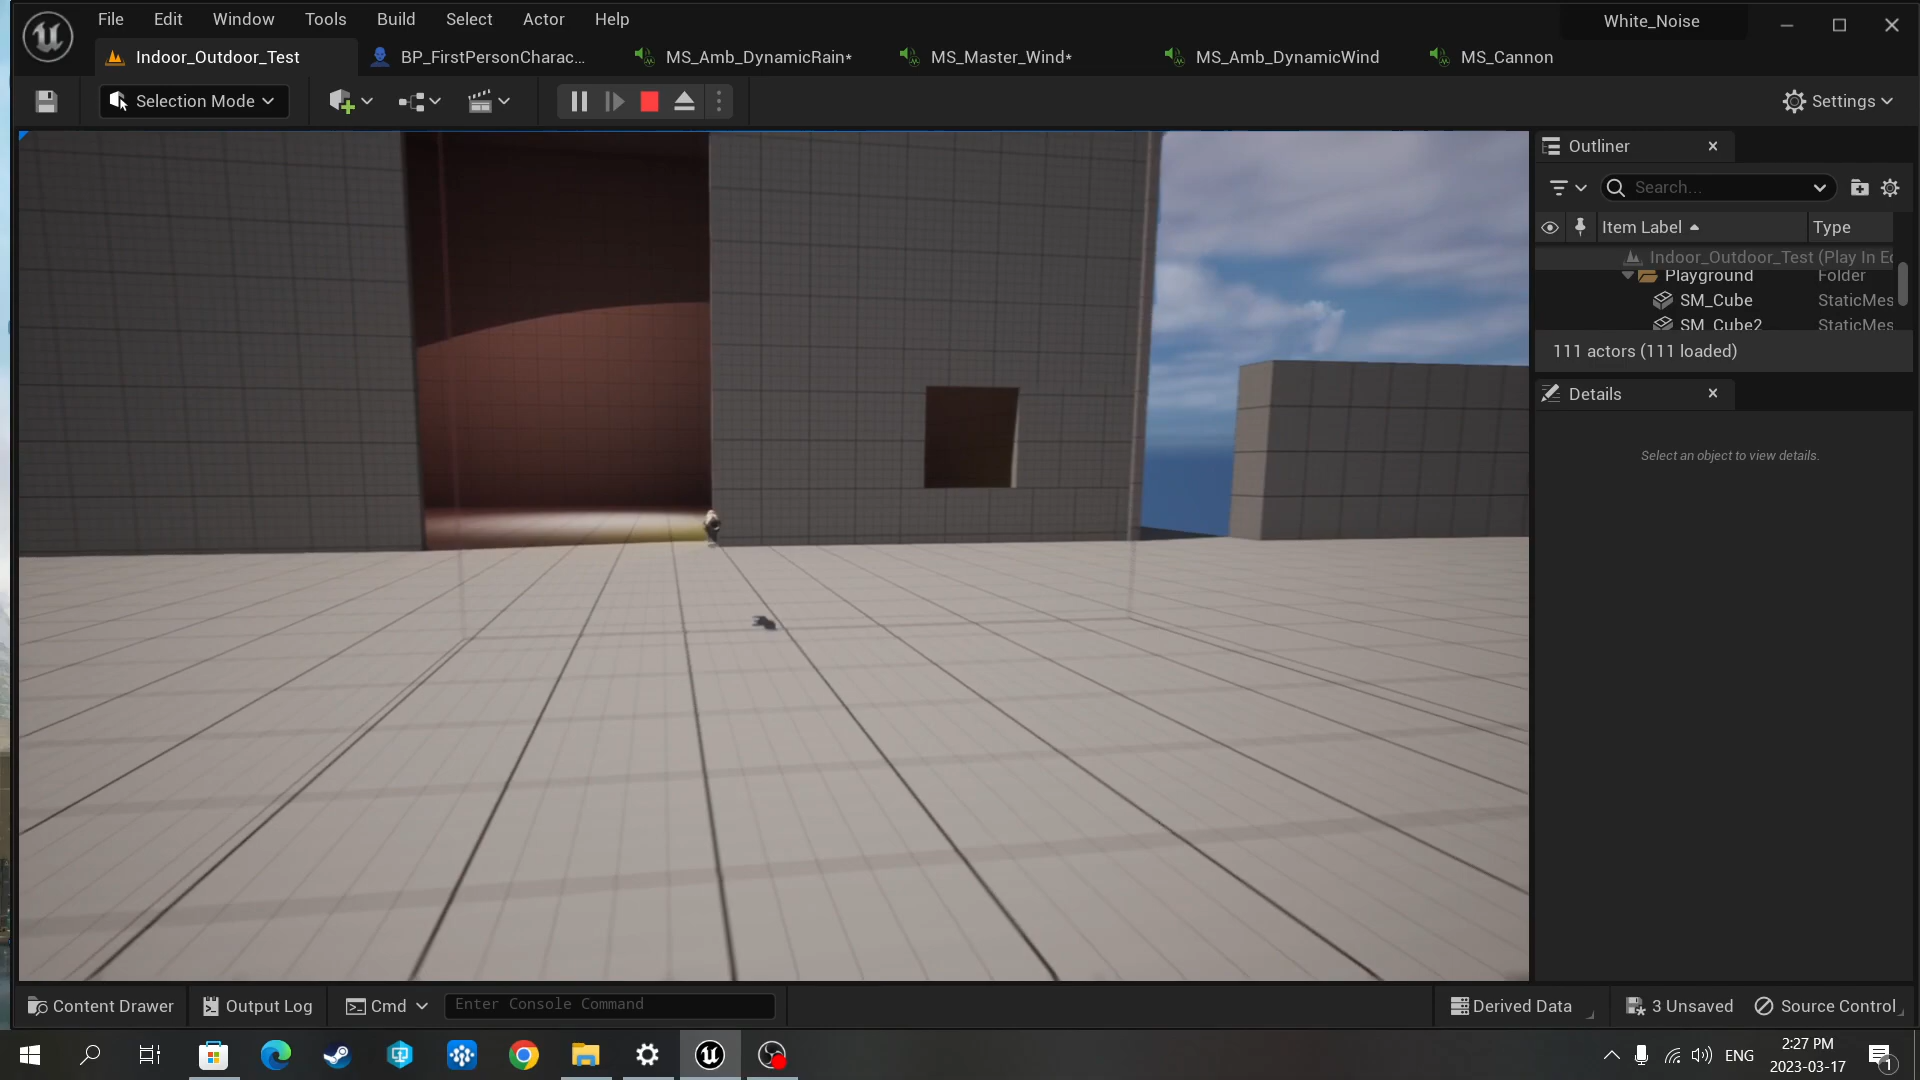 File Edit Window Tools Build Select Actor Help White_Noise
Indoor_Outdoor_Test BP_FirstPersonCharac... MS_Amb_DynamicRain* MS_Master_Wind* MS_Amb_DynamicWind MS_Cannon
Selection Mode Settings
Outliner
Search...
Item Label Type
Indoor_Outdoor_Test (Play In Ec
Playground Folder
SM_Cube StaticMes
SM_Cube2 StaticMes
111 actors (111 loaded)
Details
Select an object to view details.
Content Drawer Output Log Cmd Enter Console Command Derived Data 3 Unsaved Source Control
ENG 2:27 PM
2023-03-17
1